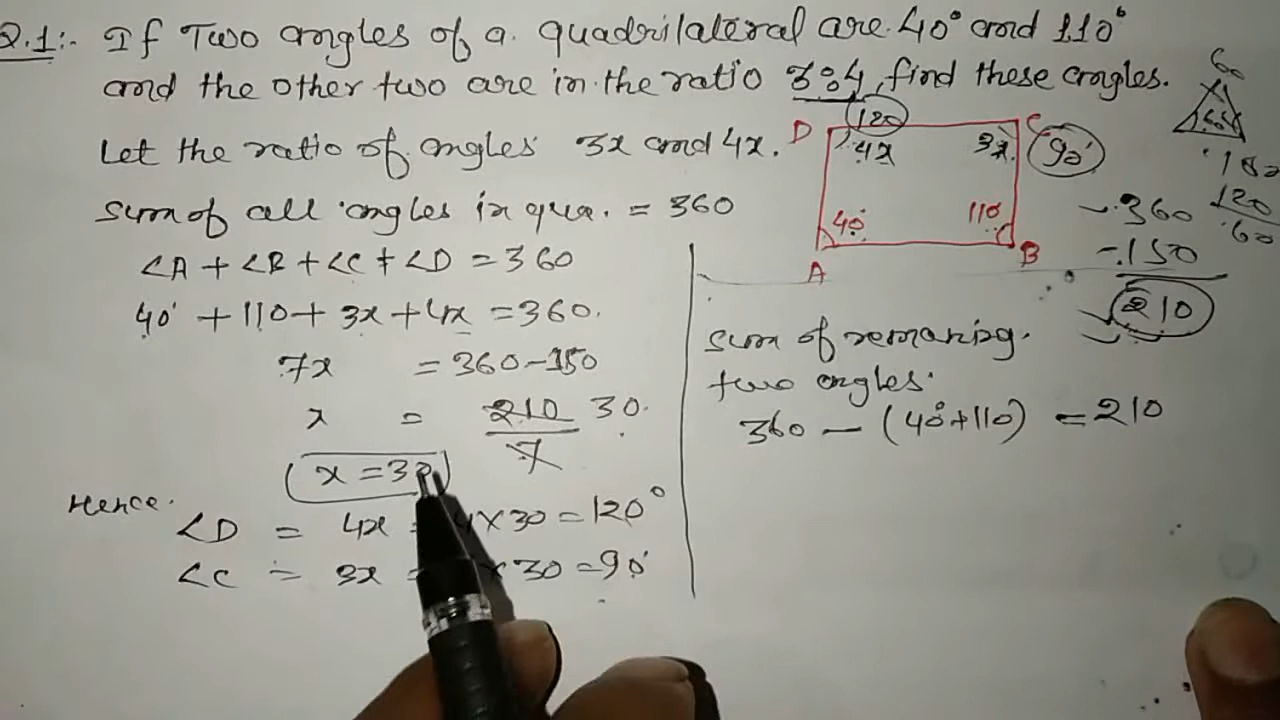 Q.1:- If Two angles of a. quadrilateral are 40° and 110°
and the other two are in the ratio 3:4, find these angles.
Let the ratio of angles 3x and 4x.
Sum of all angles in qua. = 360
∠A + ∠B + ∠C + ∠D = 360
40° + 110 + 3x + 4x = 360.
7x = 360 - 150
x = 210/7 30.
x = 30
Hence.
∠D = 4x = 4 × 30 = 120°
∠C = 3x = × 30 = 90°
D 120 C
4x 3x 90°
40° 110
A B
60
180
120
60
360
- 150
210
Sum of remaning.
two angles.
360 - (40° + 110) = 210